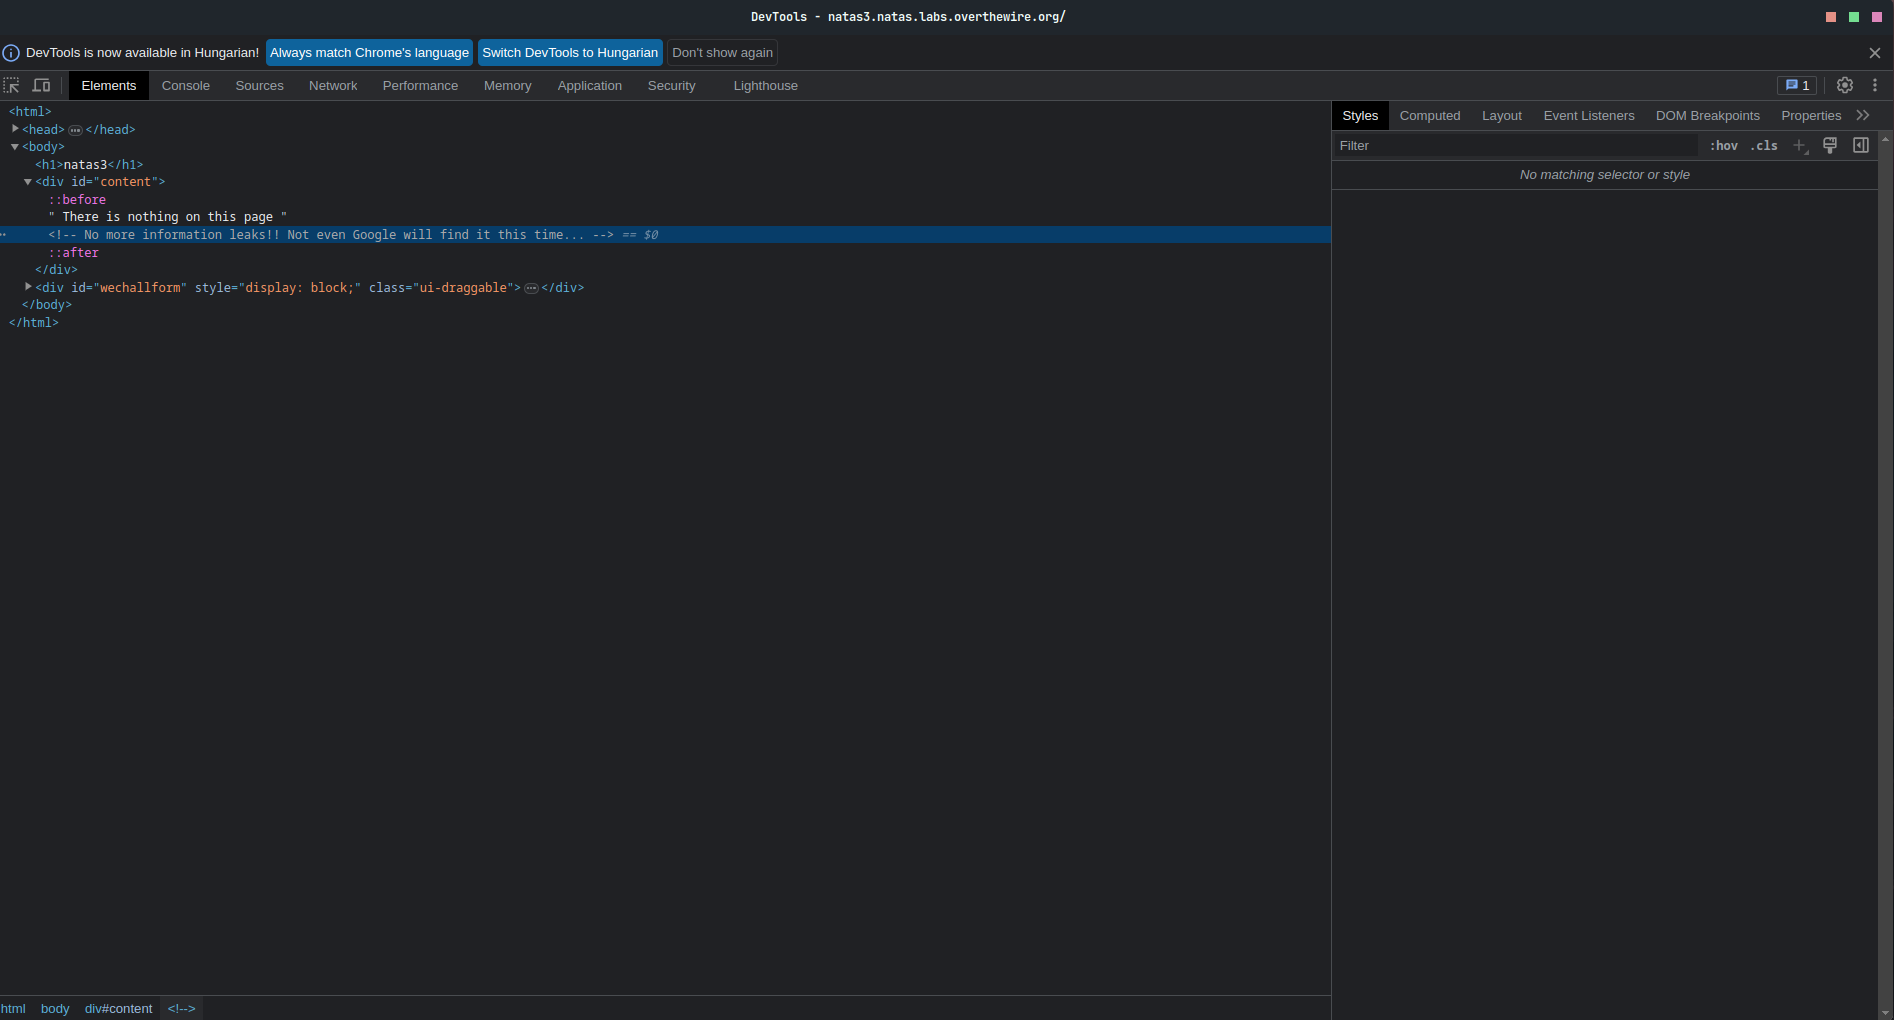 DevTools - natas3.natas.labs.overthewire.org/
DevTools is now available in Hungarian! Always match Chrome's language Switch DevTools to Hungarian Don't show again
Elements Console Sources Network Performance Memory Application Security Lighthouse 1
<html>
<head> ••• </head>
<body>
<h1>natas3</h1>
<div id="content">
::before
" There is nothing on this page "
<!-- No more information leaks!! Not even Google will find it this time... --> == $0
::after
</div>
<div id="wechallform" style="display: block;" class="ui-draggable"> ••• </div>
</body>
</html>
Styles Computed Layout Event Listeners DOM Breakpoints Properties
Filter :hov .cls
No matching selector or style
html body div#content <!-->